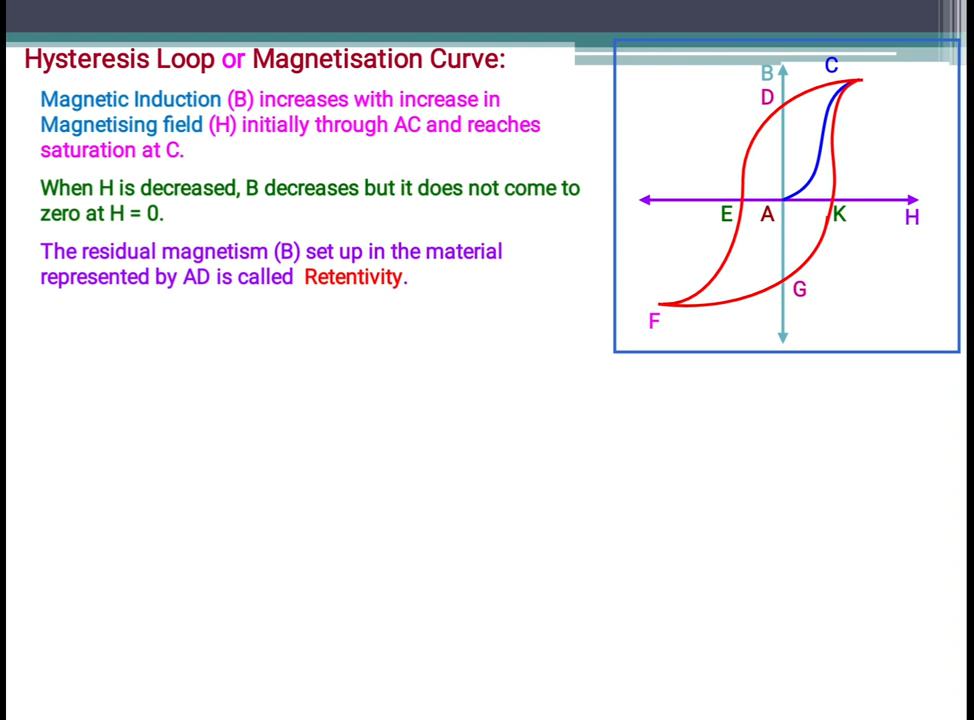 Hysteresis Loop or Magnetisation Curve:
Magnetic Induction (B) increases with increase in
Magnetising field (H) initially through AC and reaches
saturation at C.
When H is decreased, B decreases but it does not come to
zero at H = 0.
The residual magnetism (B) set up in the material
represented by AD is called Retentivity.
C
B
D
E A K H
G
F